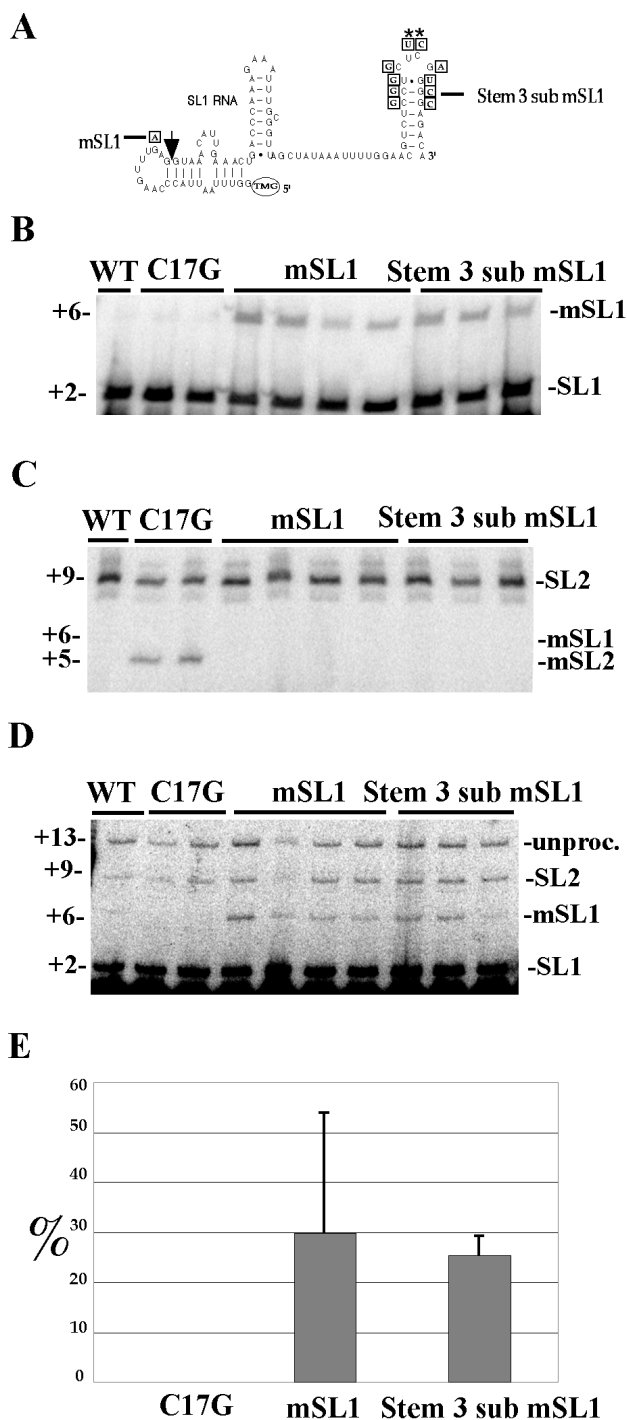 A
SL1 RNA
mSL1
A
**
U C
G
A
G
G
G
U
C
C
Stem 3 sub mSL1
UAGCUAUAAUUUUGGAACA
3'
TMG
5'
B
WT C17G mSL1 Stem 3 sub mSL1
+6- -mSL1
+2- -SL1
C
WT C17G mSL1 Stem 3 sub mSL1
+9- -SL2
+6- -mSL1
+5- -mSL2
D
WT C17G mSL1 Stem 3 sub mSL1
+13- -unproc.
+9- -SL2
+6- -mSL1
+2- -SL1
E
60
50
40
30
20
10
0
%
C17G mSL1 Stem 3 sub mSL1